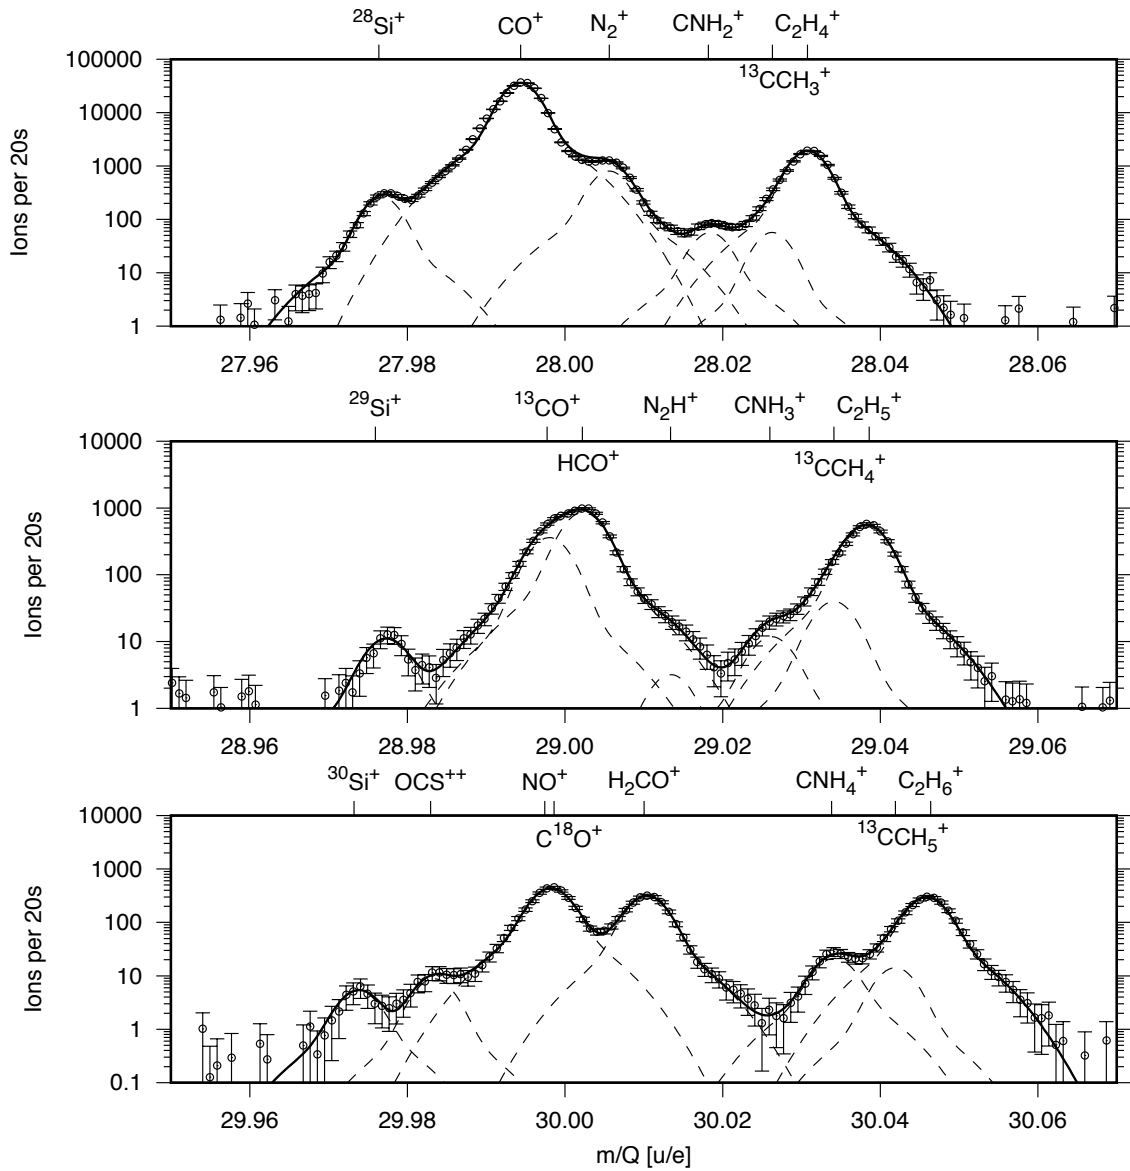 ²⁸Si⁺ CO⁺ N₂⁺ CNH₂⁺ C₂H₄⁺
¹³CCH₃⁺
100000
10000
1000
100
10
1
Ions per 20s
27.96 27.98 28.00 28.02 28.04 28.06
²⁹Si⁺ ¹³CO⁺ N₂H⁺ CNH₃⁺ C₂H₅⁺
HCO⁺ ¹³CCH₄⁺
10000
1000
100
10
1
Ions per 20s
28.96 28.98 29.00 29.02 29.04 29.06
³⁰Si⁺ OCS⁺⁺ NO⁺ H₂CO⁺ CNH₄⁺ C₂H₆⁺
C¹⁸O⁺ ¹³CCH₅⁺
10000
1000
100
10
1
0.1
Ions per 20s
29.96 29.98 30.00 30.02 30.04 30.06
m/Q [u/e]